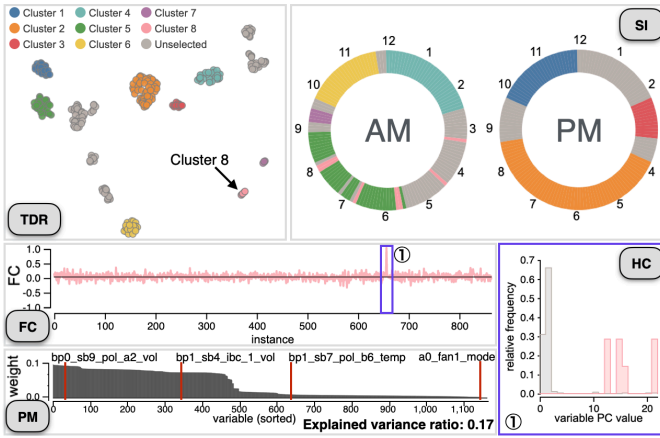 Cluster 1 Cluster 4 Cluster 7
Cluster 2 Cluster 5 Cluster 8
Cluster 3 Cluster 6 Unselected
Cluster 8
TDR
SI
12
11 1
10 2
9 AM 3
8 4
7 5
6
12
11 1
10 2
9 PM 3
8 4
7 5
6
FC
1.0
0.5
0.0
-0.5
-1.0
①
0 100 200 300 400 500 600 700 800
instance
FC
weight
0.1
0.0
bp0_sb9_pol_a2_vol bp1_sb4_ibc_1_vol bp1_sb7_pol_b6_temp a0_fan1_mode
0 100 200 300 400 500 600 700 800 900 1,100
variable (sorted)
Explained variance ratio: 0.17
PM
HC
relative frequency
0.7
0.6
0.5
0.4
0.3
0.2
0.1
0.0
0 10 20
① variable PC value